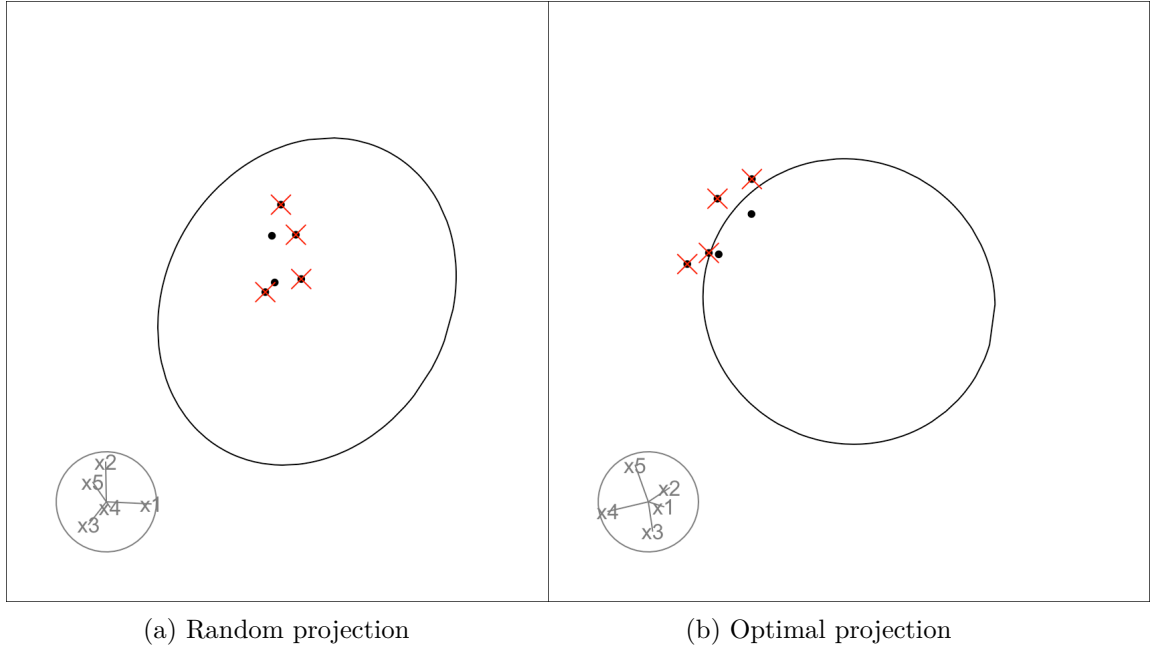 x2
x5
x1
x4
x3
x5
x2
x1
x4
x3
(a) Random projection
(b) Optimal projection